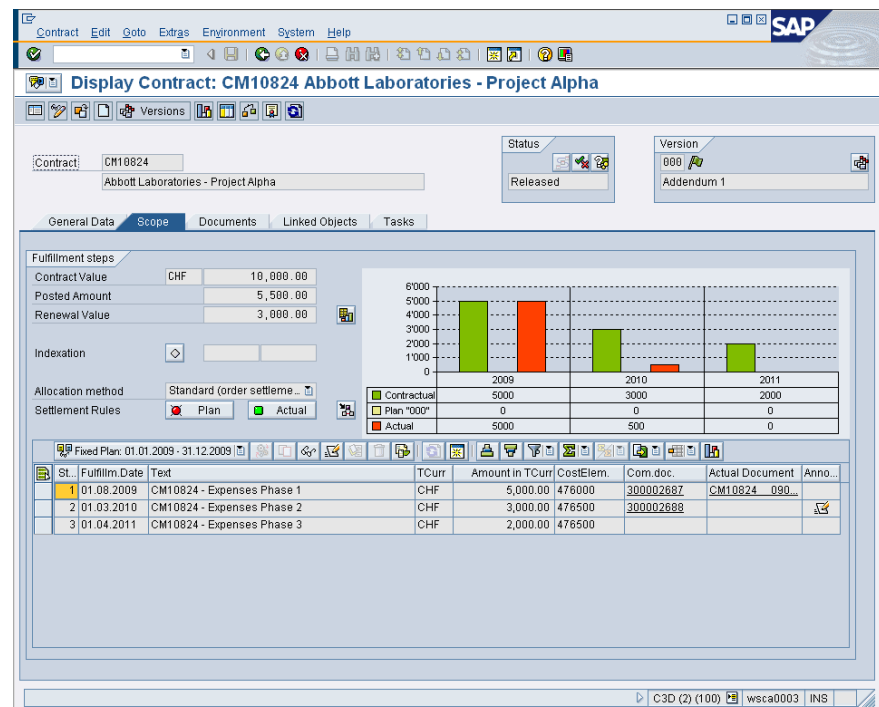 Contract Edit Goto Extras Environment System Help
SAP
Display Contract: CM10824 Abbott Laboratories - Project Alpha
Versions
Status
Version
Contract CM10824
000
Abbott Laboratories - Project Alpha
Released
Addendum 1
General Data Scope Documents Linked Objects Tasks
Fulfillment steps
Contract Value CHF 10,000.00
Posted Amount 5,500.00
Renewal Value 3,000.00
Indexation
Allocation method Standard (order settleme..
Settlement Rules Plan Actual
6'000
5'000
4'000
3'000
2'000
1'000
0
2009 2010 2011
Contractual 5000 3000 2000
Plan "000" 0 0 0
Actual 5000 500 0
Fixed Plan: 01.01.2009 - 31.12.2009
St... Fulfillm.Date Text TCurr Amount in TCurr CostElem. Com.doc. Actual Document Anno...
1 01.08.2009 CM10824 - Expenses Phase 1 CHF 5,000.00 476000 300002687 CM10824 090...
2 01.03.2010 CM10824 - Expenses Phase 2 CHF 3,000.00 476500 300002688
3 01.04.2011 CM10824 - Expenses Phase 3 CHF 2,000.00 476500
C3D (2) (100) wsca0003 INS